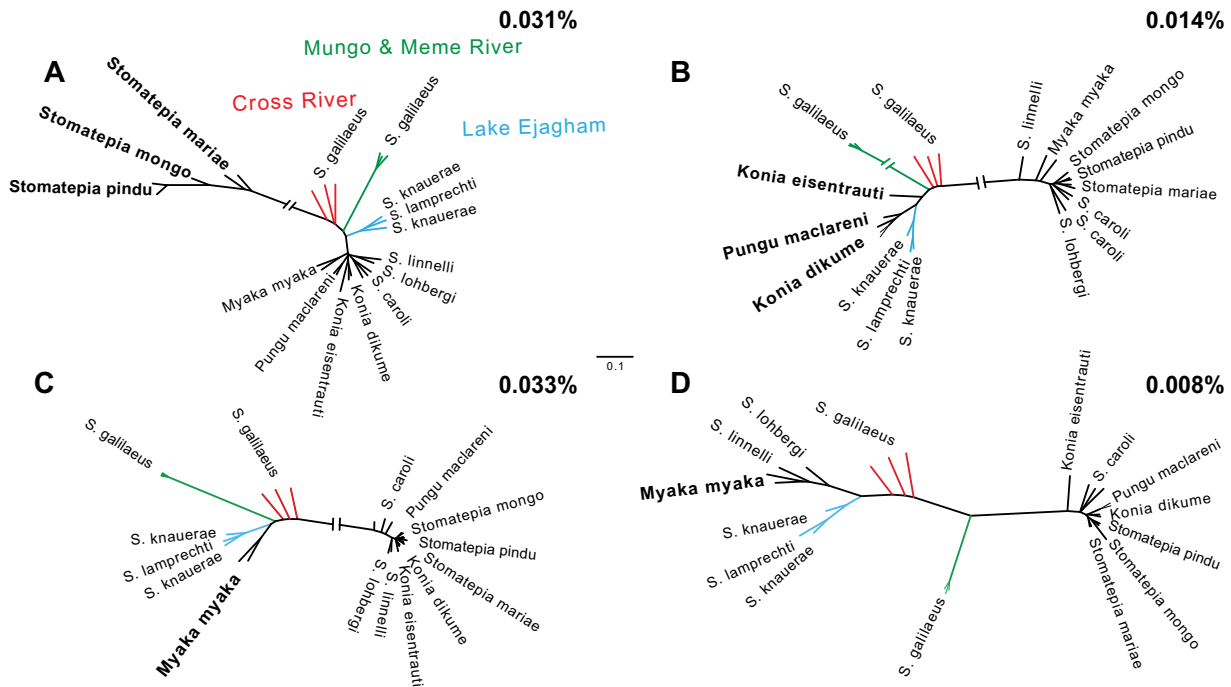 0.031%
Mungo & Meme River
A
Cross River
Lake Ejagham
Stomatepia mariae
Stomatepia mongo
Stomatepia pindu
S. galilaeus
S. galilaeus
S. knauerae
S. lamprechti
S. knauerae
S. linnelli
S. lohbergi
S. caroli
Konia dikume
Konia eisentrauti
Pungu maclareni
Myaka myaka
0.014%
B
S. galilaeus
S. galilaeus
S. linnelli
Myaka myaka
Stomatepia mongo
Stomatepia pindu
Stomatepia mariae
S. caroli
S. caroli
S. lohbergi
Konia eisentrauti
Pungu maclareni
Konia dikume
S. knauerae
S. lamprechti
S. knauerae
0.1
C
0.033%
S. galilaeus
S. galilaeus
S. caroli
Pungu maclareni
Stomatepia mongo
Stomatepia pindu
Stomatepia mariae
Konia dikume
Konia eisentrauti
S. linnelli
S. lohbergi
S. knauerae
S. lamprechti
S. knauerae
Myaka myaka
D
0.008%
S. lohbergi
S. linnelli
Myaka myaka
S. galilaeus
Konia eisentrauti
S. caroli
Pungu maclareni
Konia dikume
Stomatepia pindu
Stomatepia mongo
Stomatepia mariae
S. knauerae
S. lamprechti
S. knauerae
S. galilaeus